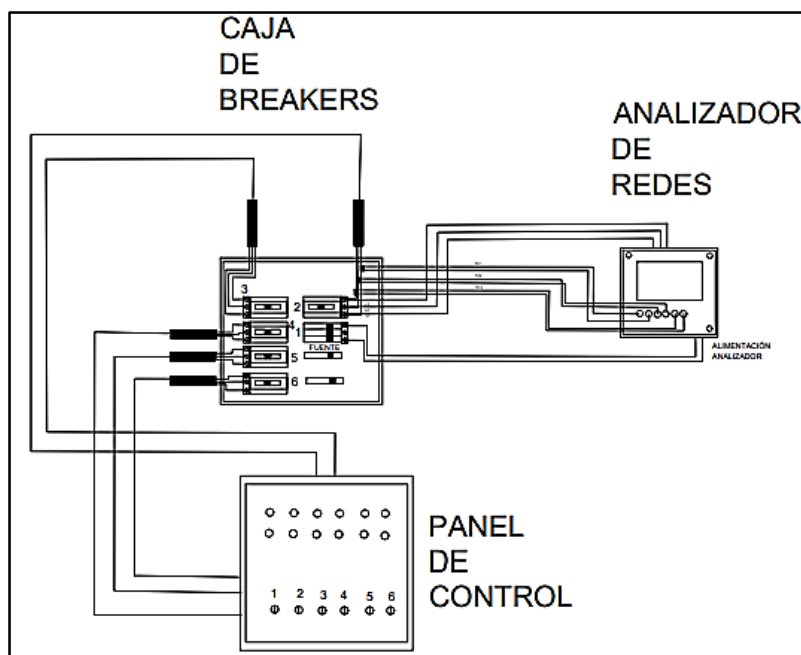 CAJA
DE
BREAKERS
ANALIZADOR
DE
REDES
3
2
4
1
FUENTE
5
6
ALIMENTACIÓN
ANALIZADOR
PANEL
DE
CONTROL
1 2 3 4 5 6